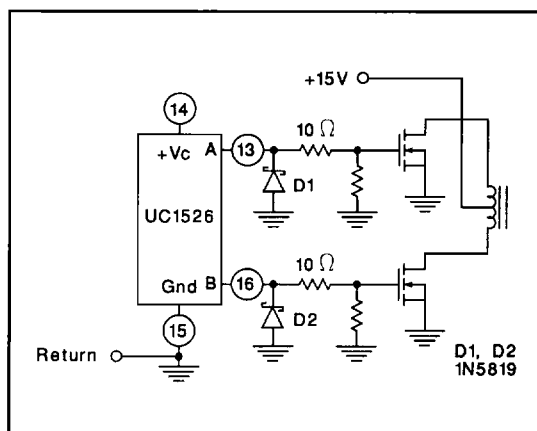 +15V
14
10 Ω
+Vc
A
13
D1
UC1526
10 Ω
B
16
Gnd
D2
15
Return
D1, D2
1N5819